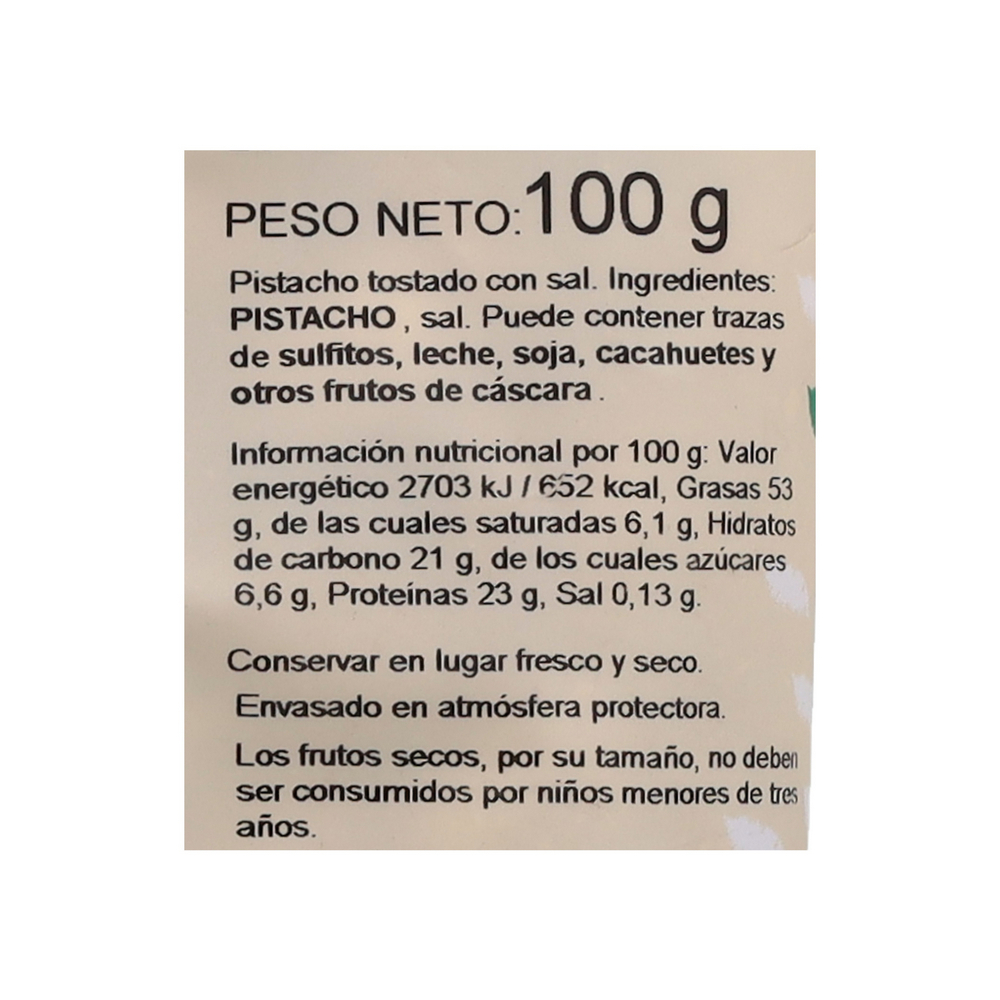 PESO NETO: 100 g
Pistacho tostado con sal. Ingredientes:
PISTACHO , sal. Puede contener trazas
de sulfitos, leche, soja, cacahuetes y
otros frutos de cáscara .
Información nutricional por 100 g: Valor
energético 2703 kJ / 652 kcal, Grasas 53
g, de las cuales saturadas 6,1 g, Hidratos
de carbono 21 g, de los cuales azúcares
6,6 g, Proteínas 23 g, Sal 0,13 g.
Conservar en lugar fresco y seco.
Envasado en atmósfera protectora.
Los frutos secos, por su tamaño, no deben
ser consumidos por niños menores de tres
años.